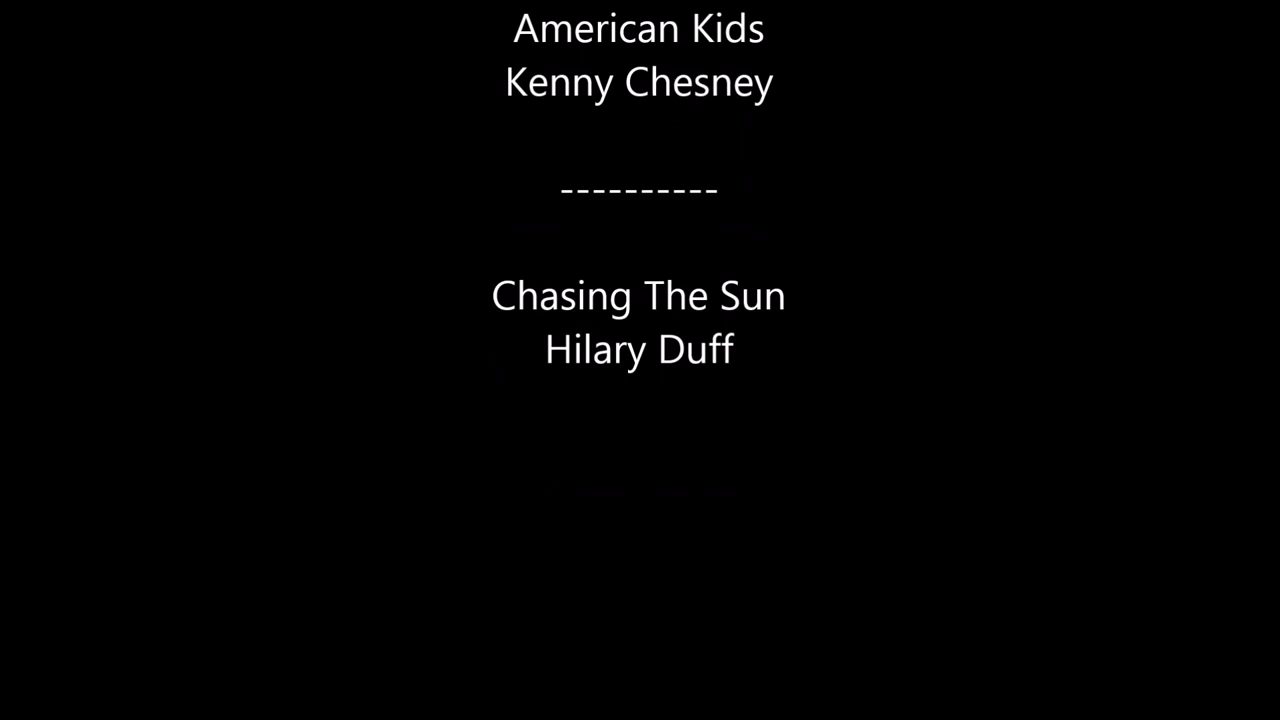 American Kids
Kenny Chesney
----------
Chasing The Sun
Hilary Duff